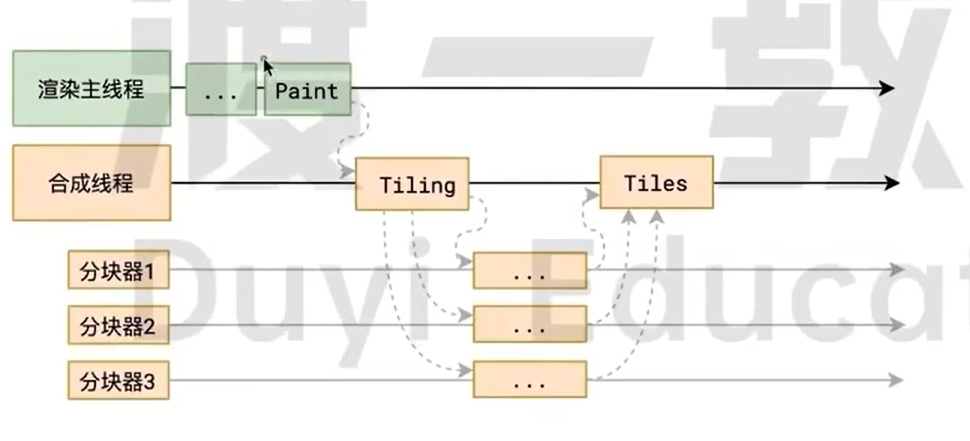 渡一教
Duyi Educat
渲染主线程
...
Paint
合成线程
Tiling
Tiles
分块器1
...
分块器2
...
分块器3
...